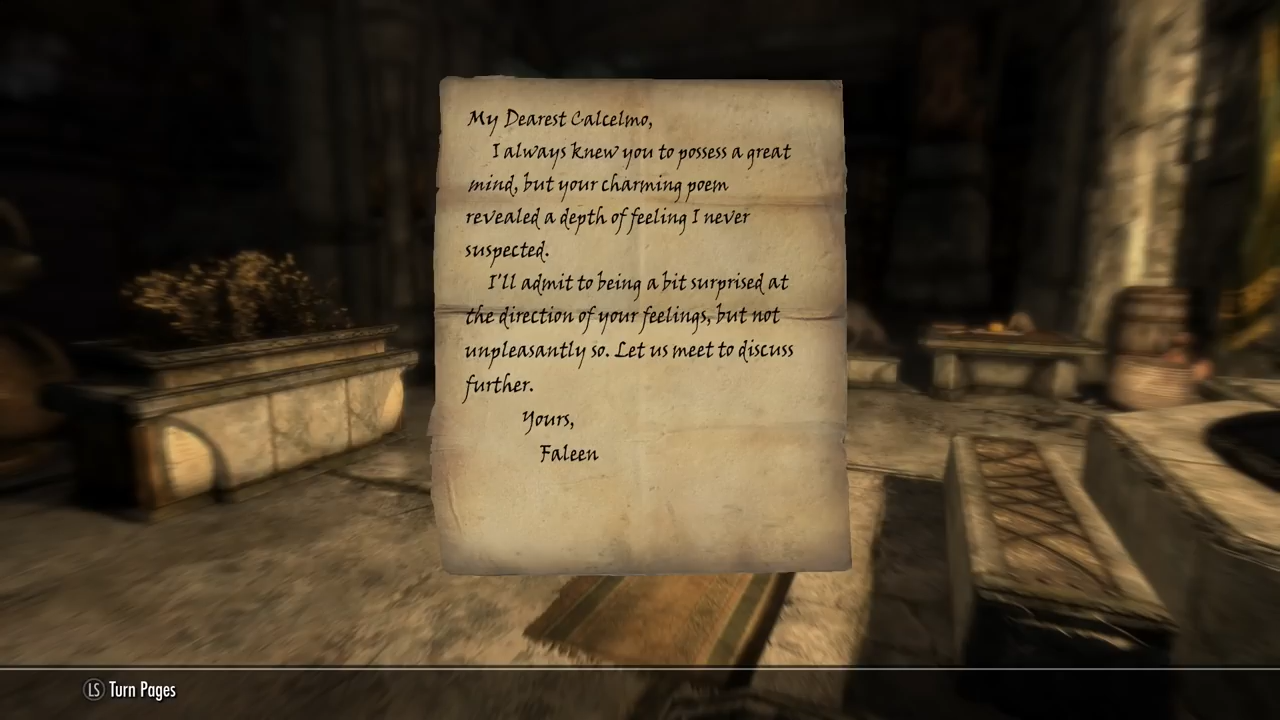 My Dearest Calcelmo,
I always knew you to possess a great
mind, but your charming poem
revealed a depth of feeling I never
suspected.
I'll admit to being a bit surprised at
the direction of your feelings, but not
unpleasantly so. Let us meet to discuss
further.
Yours,
Faleen
LS Turn Pages